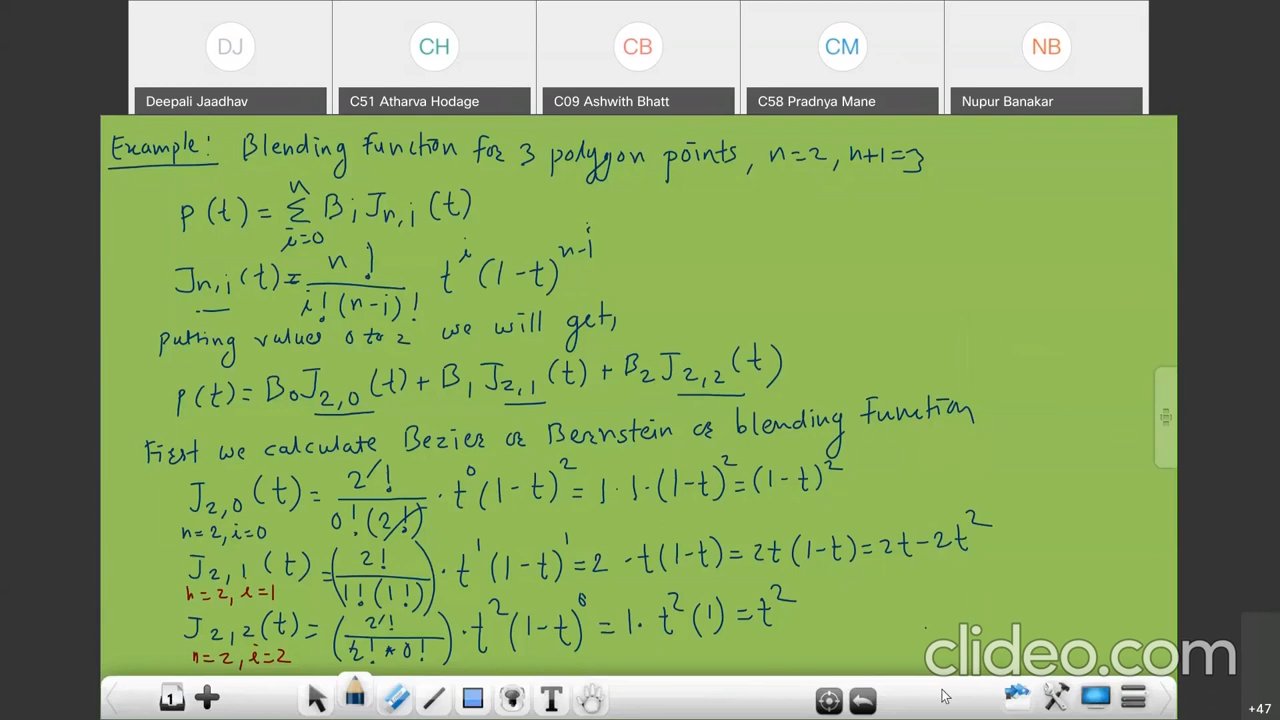 DJ CH CB CM NB
Deepali Jaadhav C51 Atharva Hodage C09 Ashwith Bhatt C58 Pradnya Mane Nupur Banakar
Example: Blending Function for 3 polygon points, n=2, n+1=3
P(t) = Σ_{i=0}^{n} B_i J_{n,i}(t)
J_{n,i}(t) = n!/(i!(n-i)!) t^i (1-t)^{n-i}
putting values 0 to 2 we will get,
P(t) = B_0 J_{2,0}(t) + B_1 J_{2,1}(t) + B_2 J_{2,2}(t)
First we calculate Bezier or Bernstein or blending Function
J_{2,0}(t) = 2!/(0!(2!)) · t^0 (1-t)^2 = 1·1·(1-t)^2 = (1-t)^2
n=2, i=0
J_{2,1}(t) = (2!/(1!(1!))) · t^1 (1-t)^1 = 2 · t(1-t) = 2t(1-t) = 2t-2t^2
n=2, i=1
J_{2,2}(t) = (2!/(2!*0!)) · t^2 (1-t)^0 = 1· t^2 (1) = t^2
n=2, i=2
clideo.com
1 T
+47